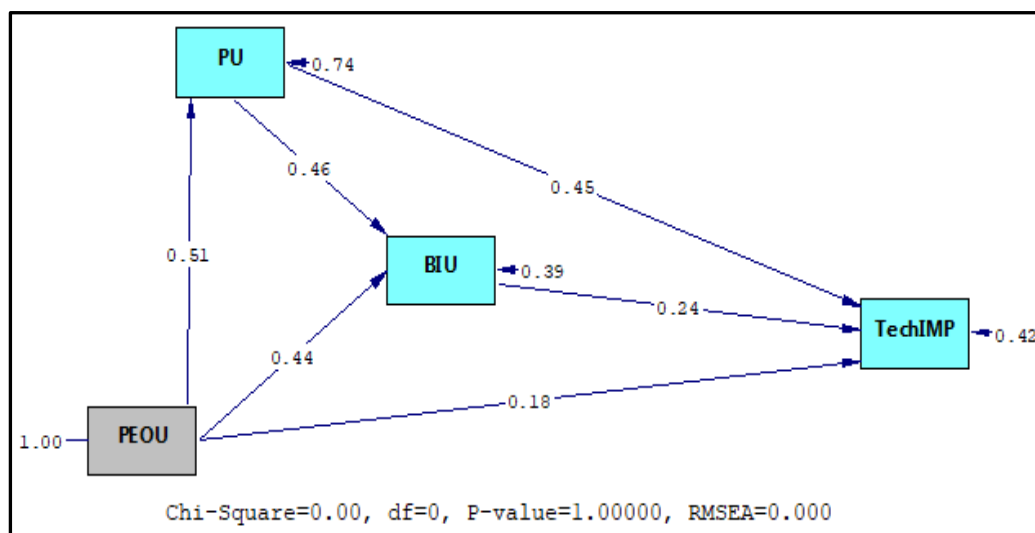 PU
0.74
0.46
0.45
0.51
BIU
0.39
0.24
TechIMP
0.42
0.44
0.18
PEOU
1.00
Chi-Square=0.00, df=0, P-value=1.00000, RMSEA=0.000